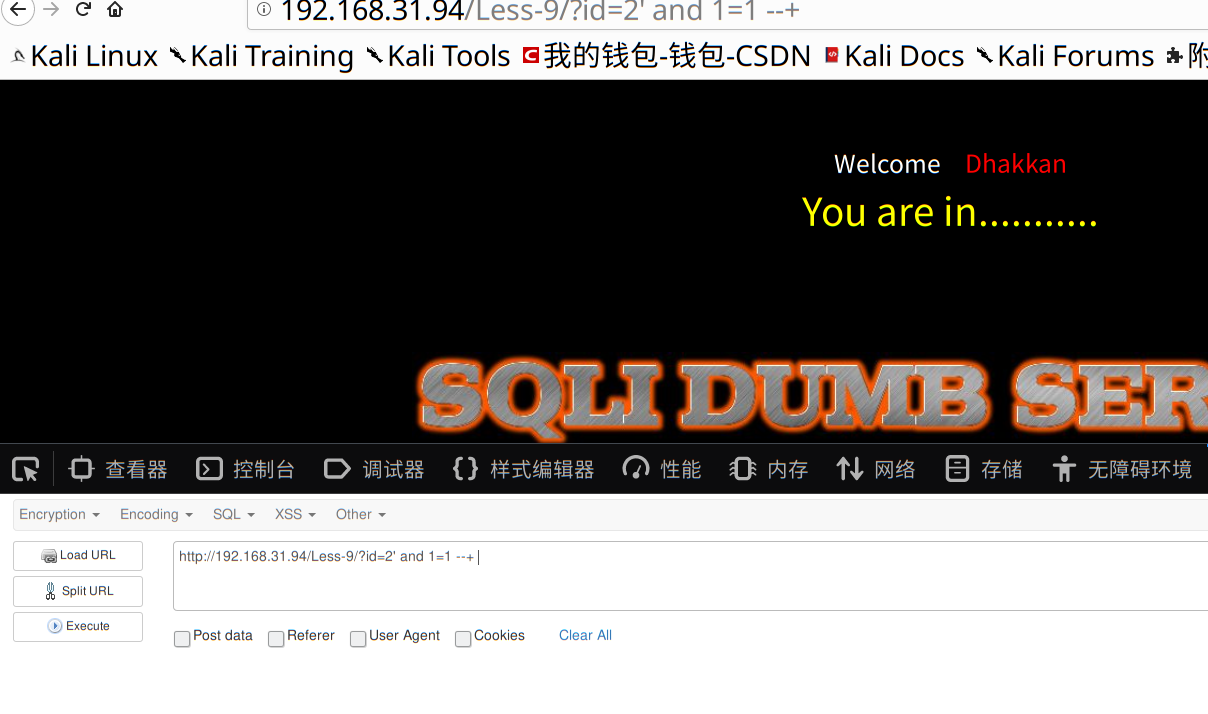 192.168.31.94/Less-9/?id=2' and 1=1 --+
Kali Linux Kali Training Kali Tools 我的钱包-钱包-CSDN Kali Docs Kali Forums 附
Welcome Dhakkan
You are in...........
SQLI DUMB SER
查看器 控制台 调试器 {} 样式编辑器 性能 内存 网络 存储 无障碍环境
Encryption Encoding SQL XSS Other
Load URL http://192.168.31.94/Less-9/?id=2' and 1=1 --+
Split URL
Execute
Post data Referer User Agent Cookies Clear All